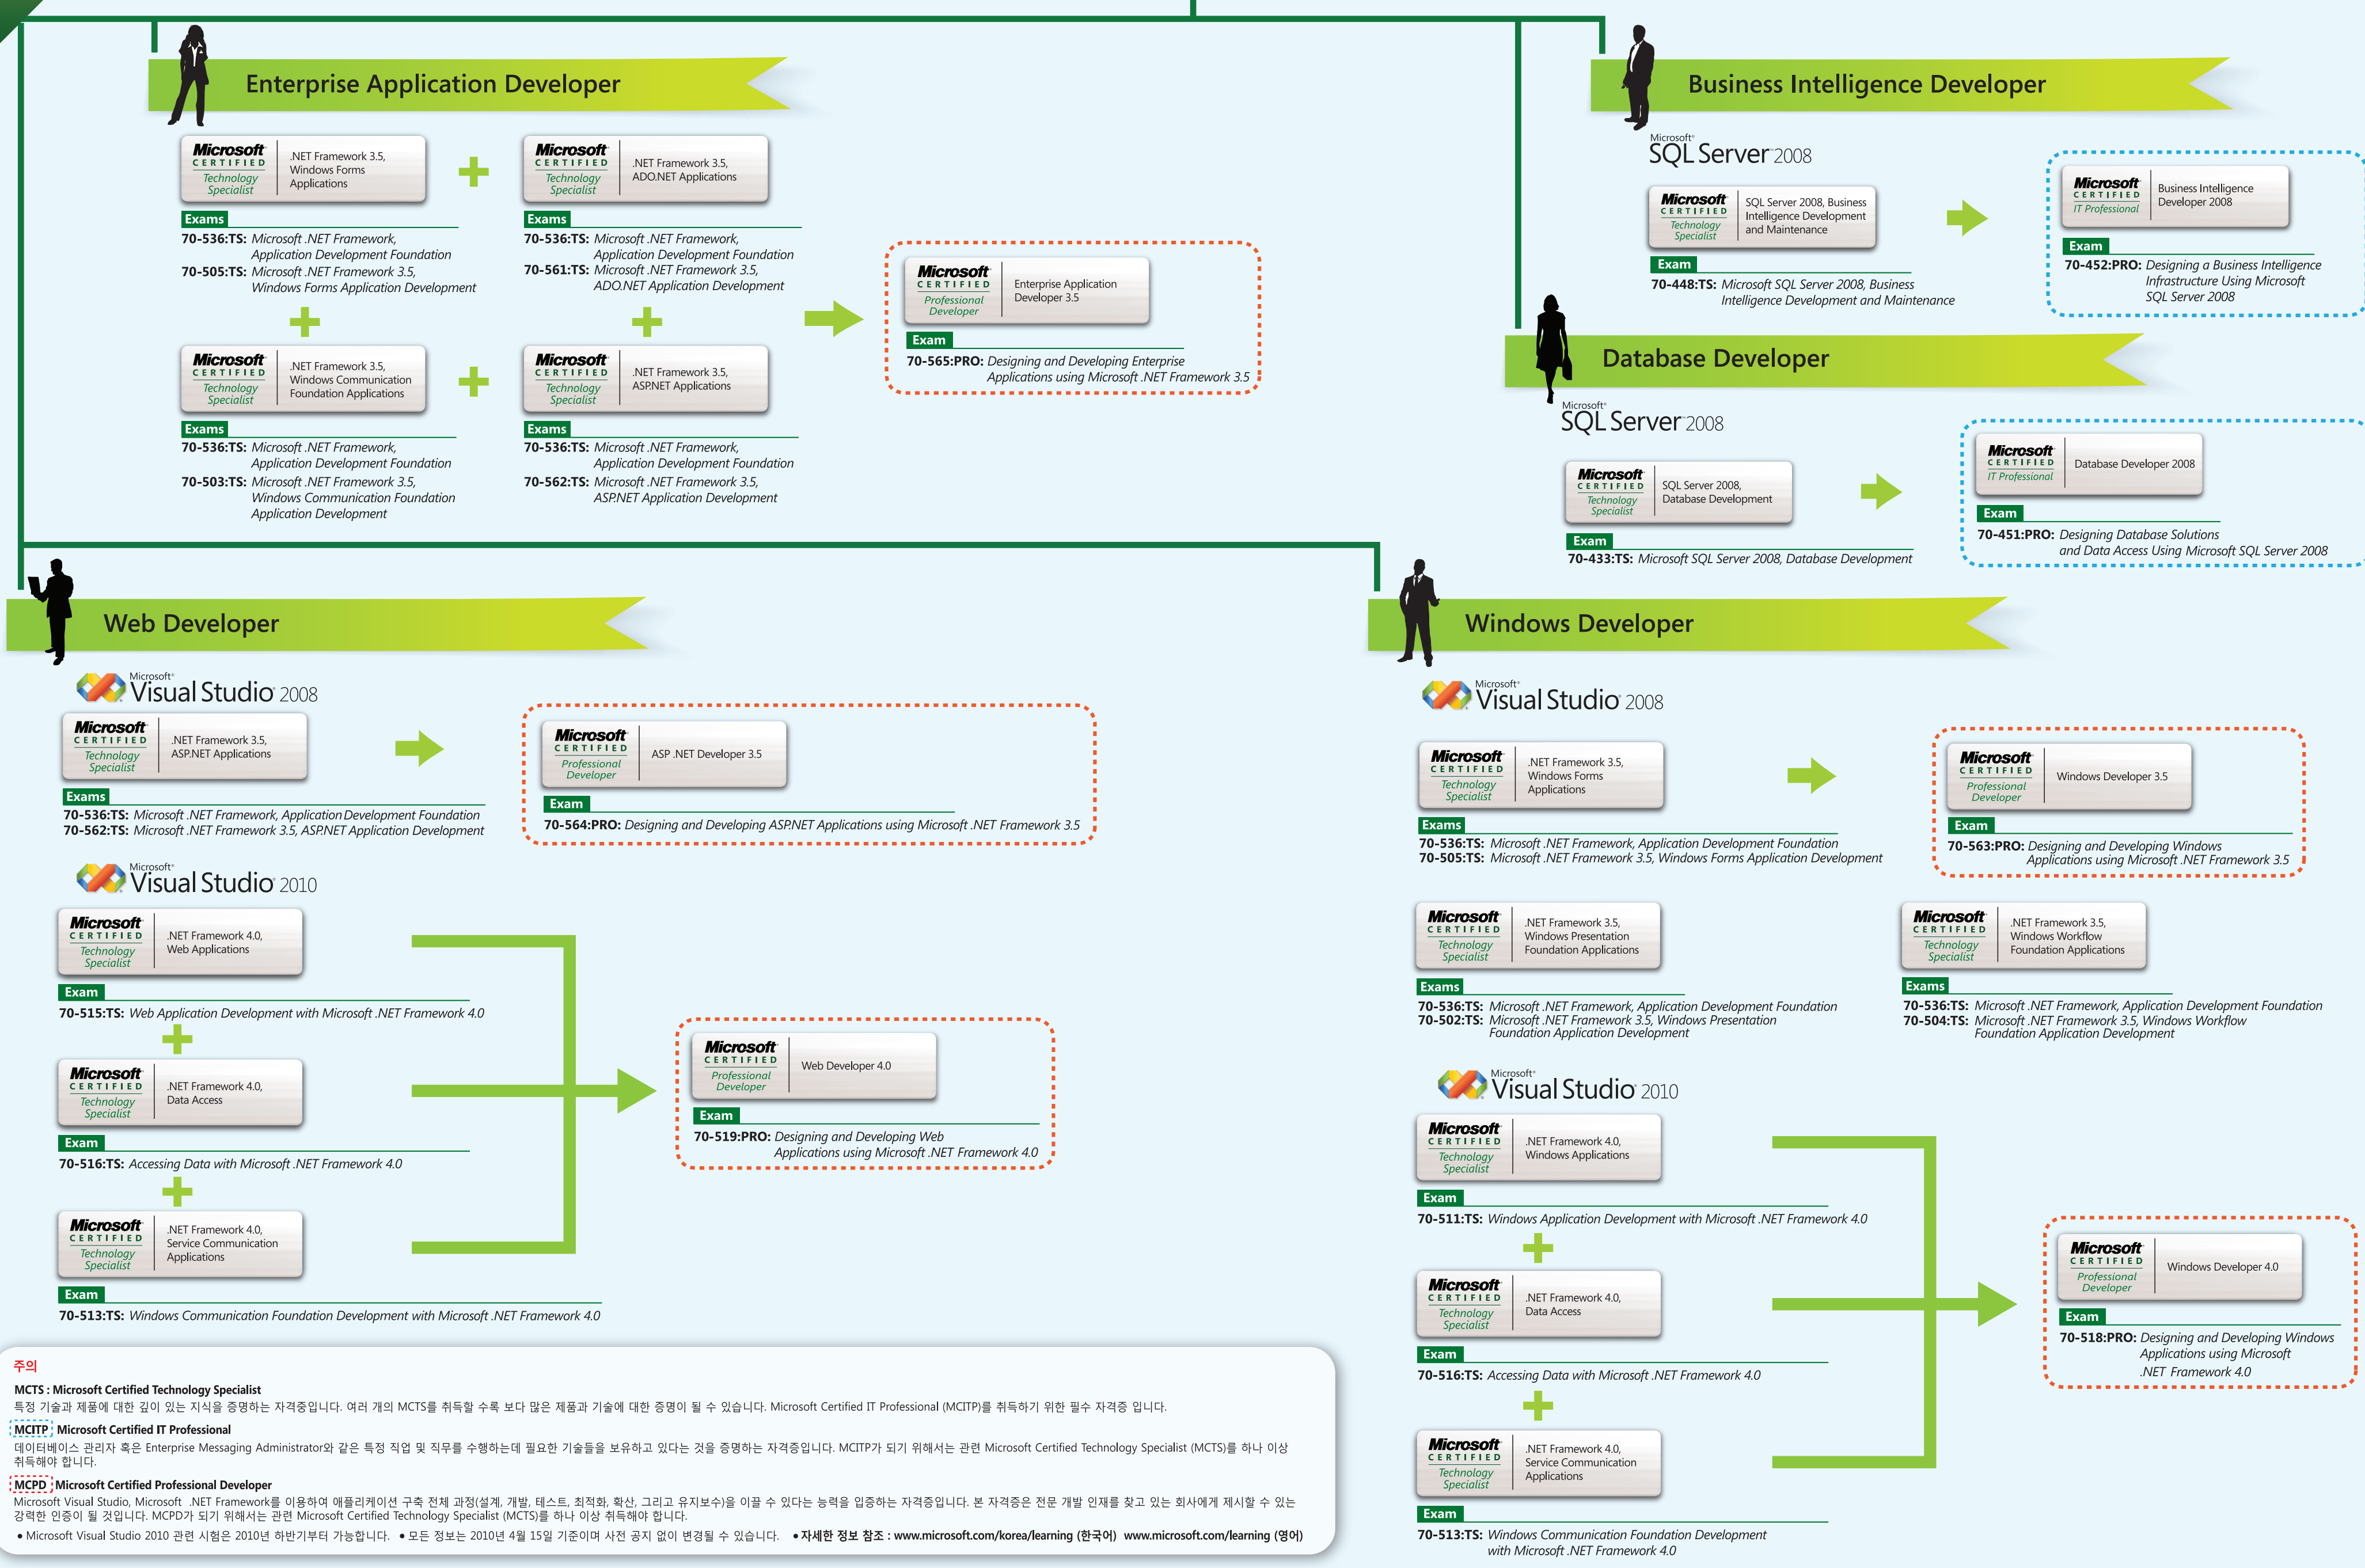 Enterprise Application Developer
Microsoft
CERTIFIED
Technology
Specialist
.NET Framework 3.5,
Windows Forms
Applications
Exams
70-536:TS: Microsoft .NET Framework,
Application Development Foundation
70-505:TS: Microsoft .NET Framework 3.5,
Windows Forms Application Development
Microsoft
CERTIFIED
Technology
Specialist
.NET Framework 3.5,
ADO.NET Applications
Exams
70-536:TS: Microsoft .NET Framework,
Application Development Foundation
70-561:TS: Microsoft .NET Framework 3.5,
ADO.NET Application Development
Microsoft
CERTIFIED
Technology
Specialist
.NET Framework 3.5,
Windows Communication
Foundation Applications
Exams
70-536:TS: Microsoft .NET Framework,
Application Development Foundation
70-503:TS: Microsoft .NET Framework 3.5,
Windows Communication Foundation
Application Development
Microsoft
CERTIFIED
Technology
Specialist
.NET Framework 3.5,
ASP.NET Applications
Exams
70-536:TS: Microsoft .NET Framework,
Application Development Foundation
70-562:TS: Microsoft .NET Framework 3.5,
ASP.NET Application Development
Microsoft
CERTIFIED
Professional
Developer
Enterprise Application
Developer 3.5
Exam
70-565:PRO: Designing and Developing Enterprise
Applications using Microsoft .NET Framework 3.5
Business Intelligence Developer
Microsoft®
SQL Server 2008
Microsoft
CERTIFIED
Technology
Specialist
SQL Server 2008, Business
Intelligence Development
and Maintenance
Exam
70-448:TS: Microsoft SQL Server 2008, Business
Intelligence Development and Maintenance
Microsoft
CERTIFIED
IT Professional
Business Intelligence
Developer 2008
Exam
70-452:PRO: Designing a Business Intelligence
Infrastructure Using Microsoft
SQL Server 2008
Database Developer
Microsoft®
SQL Server 2008
Microsoft
CERTIFIED
Technology
Specialist
SQL Server 2008,
Database Development
Exam
70-433:TS: Microsoft SQL Server 2008, Database Development
Microsoft
CERTIFIED
IT Professional
Database Developer 2008
Exam
70-451:PRO: Designing Database Solutions
and Data Access Using Microsoft SQL Server 2008
Web Developer
Microsoft®
Visual Studio 2008
Microsoft
CERTIFIED
Technology
Specialist
.NET Framework 3.5,
ASP.NET Applications
Exams
70-536:TS: Microsoft .NET Framework, Application Development Foundation
70-562:TS: Microsoft .NET Framework 3.5, ASP.NET Application Development
Microsoft
CERTIFIED
Professional
Developer
ASP .NET Developer 3.5
Exam
70-564:PRO: Designing and Developing ASP.NET Applications using Microsoft .NET Framework 3.5
Microsoft®
Visual Studio 2010
Microsoft
CERTIFIED
Technology
Specialist
.NET Framework 4.0,
Web Applications
Exam
70-515:TS: Web Application Development with Microsoft .NET Framework 4.0
Microsoft
CERTIFIED
Technology
Specialist
.NET Framework 4.0,
Data Access
Exam
70-516:TS: Accessing Data with Microsoft .NET Framework 4.0
Microsoft
CERTIFIED
Technology
Specialist
.NET Framework 4.0,
Service Communication
Applications
Exam
70-513:TS: Windows Communication Foundation Development with Microsoft .NET Framework 4.0
Microsoft
CERTIFIED
Professional
Developer
Web Developer 4.0
Exam
70-519:PRO: Designing and Developing Web
Applications using Microsoft .NET Framework 4.0
Windows Developer
Microsoft®
Visual Studio 2008
Microsoft
CERTIFIED
Technology
Specialist
.NET Framework 3.5,
Windows Forms
Applications
Exams
70-536:TS: Microsoft .NET Framework, Application Development Foundation
70-505:TS: Microsoft .NET Framework 3.5, Windows Forms Application Development
Microsoft
CERTIFIED
Professional
Developer
Windows Developer 3.5
Exam
70-563:PRO: Designing and Developing Windows
Applications using Microsoft .NET Framework 3.5
Microsoft
CERTIFIED
Technology
Specialist
.NET Framework 3.5,
Windows Presentation
Foundation Applications
Exams
70-536:TS: Microsoft .NET Framework, Application Development Foundation
70-502:TS: Microsoft .NET Framework 3.5, Windows Presentation
Foundation Application Development
Microsoft
CERTIFIED
Technology
Specialist
.NET Framework 3.5,
Windows Workflow
Foundation Applications
Exams
70-536:TS: Microsoft .NET Framework, Application Development Foundation
70-504:TS: Microsoft .NET Framework 3.5, Windows Workflow
Foundation Application Development
Microsoft®
Visual Studio 2010
Microsoft
CERTIFIED
Technology
Specialist
.NET Framework 4.0,
Windows Applications
Exam
70-511:TS: Windows Application Development with Microsoft .NET Framework 4.0
Microsoft
CERTIFIED
Technology
Specialist
.NET Framework 4.0,
Data Access
Exam
70-516:TS: Accessing Data with Microsoft .NET Framework 4.0
Microsoft
CERTIFIED
Technology
Specialist
.NET Framework 4.0,
Service Communication
Applications
Exam
70-513:TS: Windows Communication Foundation Development
with Microsoft .NET Framework 4.0
Microsoft
CERTIFIED
Professional
Developer
Windows Developer 4.0
Exam
70-518:PRO: Designing and Developing Windows
Applications using Microsoft
.NET Framework 4.0
주의
MCTS : Microsoft Certified Technology Specialist
특정 기술과 제품에 대한 깊이 있는 지식을 증명하는 자격증입니다. 여러 개의 MCTS를 취득할 수록 보다 많은 제품과 기술에 대한 증명이 될 수 있습니다. Microsoft Certified IT Professional (MCITP)를 취득하기 위한 필수 자격증 입니다.
MCITP : Microsoft Certified IT Professional
데이터베이스 관리자 혹은 Enterprise Messaging Administrator와 같은 특정 직업 및 직무를 수행하는데 필요한 기술들을 보유하고 있다는 것을 증명하는 자격증입니다. MCITP가 되기 위해서는 관련 Microsoft Certified Technology Specialist (MCTS)를 하나 이상
취득해야 합니다.
MCPD : Microsoft Certified Professional Developer
Microsoft Visual Studio, Microsoft .NET Framework를 이용하여 애플리케이션 구축 전체 과정(설계, 개발, 테스트, 최적화, 확산, 그리고 유지보수)을 이끌 수 있다는 능력을 입증하는 자격증입니다. 본 자격증은 전문 개발 인재를 찾고 있는 회사에게 제시할 수 있는
강력한 인증이 될 것입니다. MCPD가 되기 위해서는 관련 Microsoft Certified Technology Specialist (MCTS)를 하나 이상 취득해야 합니다.
● Microsoft Visual Studio 2010 관련 시험은 2010년 하반기부터 가능합니다. ● 모든 정보는 2010년 4월 15일 기준이며 사전 공지 없이 변경될 수 있습니다. ● 자세한 정보 참조 : www.microsoft.com/korea/learning (한국어) www.microsoft.com/learning (영어)